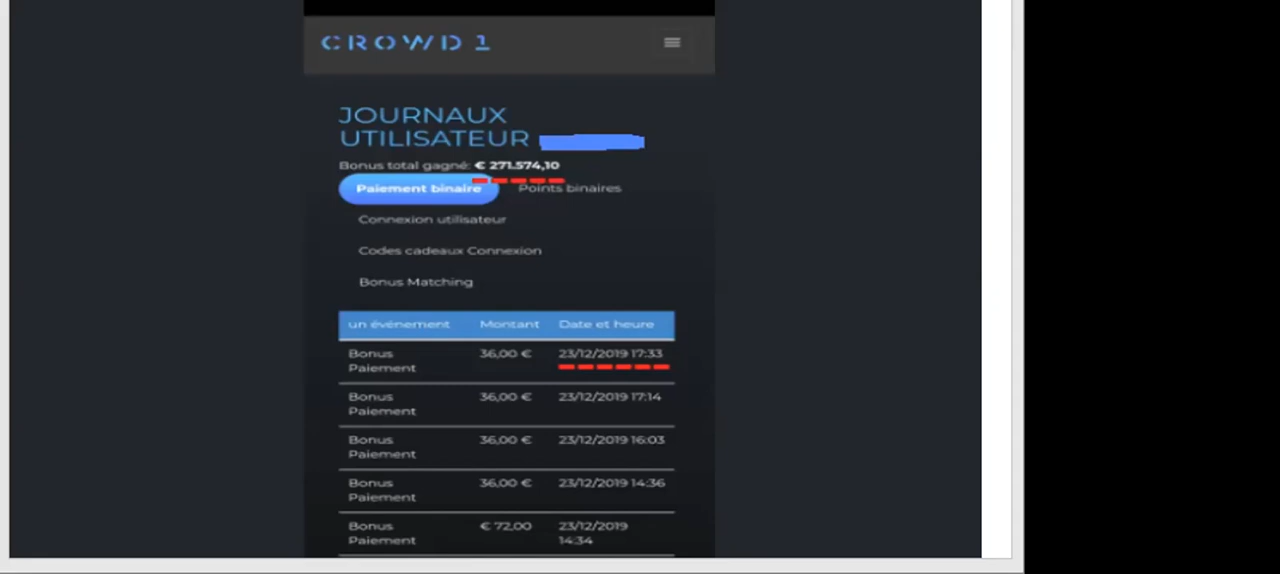 CROWD 1
JOURNAUX
UTILISATEUR
Bonus total gagné: € 271.574,10
Paiement binaire Points binaires
Connexion utilisateur
Codes cadeaux Connexion
Bonus Matching
un événement Montant Date et heure
Bonus 36,00 € 23/12/2019 17:33
Paiement
Bonus 36,00 € 23/12/2019 17:14
Paiement
Bonus 36,00 € 23/12/2019 16:03
Paiement
Bonus 36,00 € 23/12/2019 14:36
Paiement
Bonus € 72,00 23/12/2019
Paiement 14:34